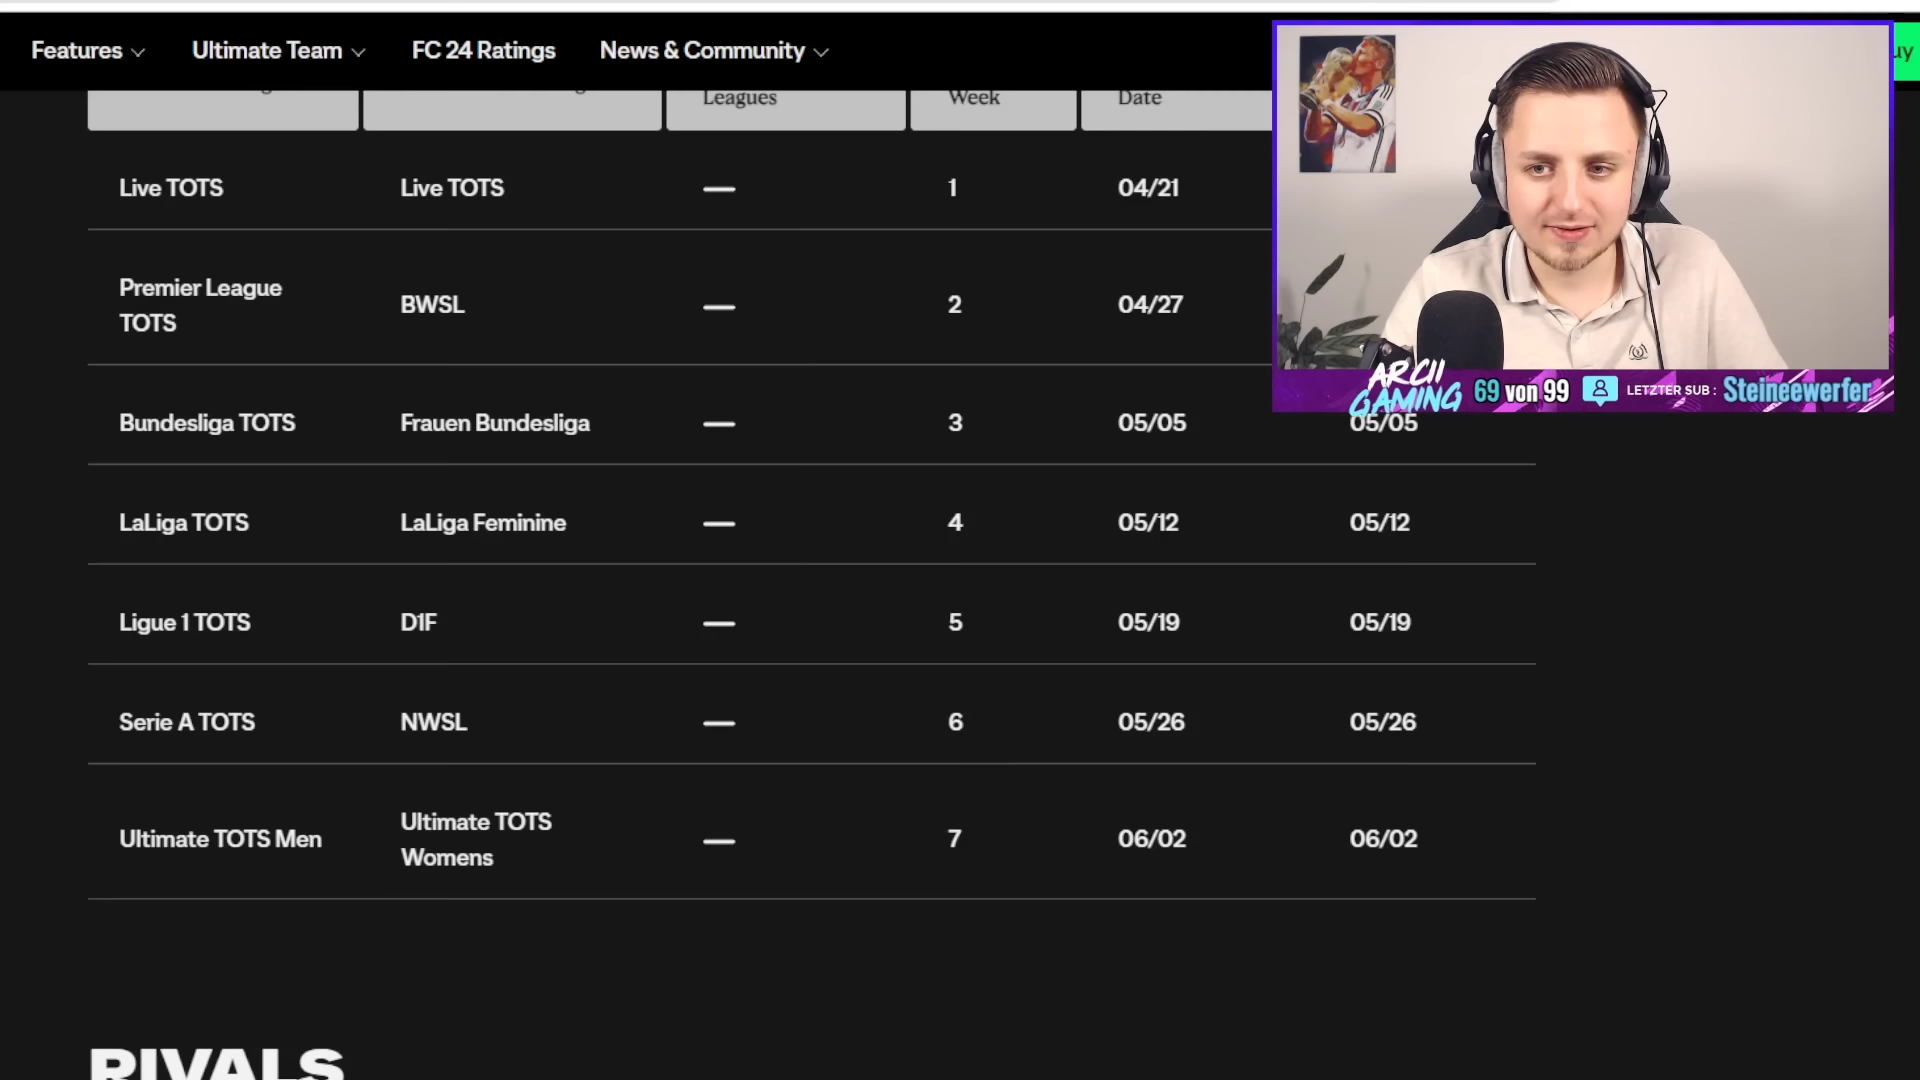 Features
Ultimate Team
FC 24 Ratings
News & Community
Leagues
Week
Date
Live TOTS
Live TOTS
—
1
04/21
Premier League
TOTS
BWSL
—
2
04/27
Bundesliga TOTS
Frauen Bundesliga
—
3
05/05
05/05
LaLiga TOTS
LaLiga Feminine
—
4
05/12
05/12
Ligue 1 TOTS
D1F
—
5
05/19
05/19
Serie A TOTS
NWSL
—
6
05/26
05/26
Ultimate TOTS Men
Ultimate TOTS
Womens
—
7
06/02
06/02
RIVALS
ARCII
GAMING
69 von 99
LETZTER SUB :
Steineewerfer